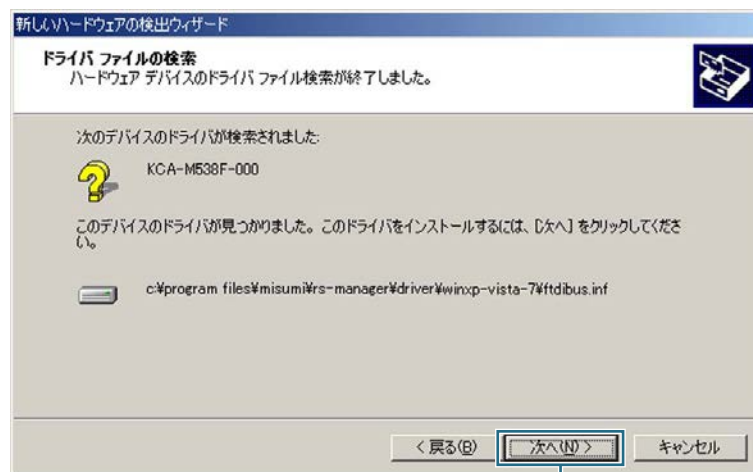 新しいハードウェアの検出ウィザード
ドライバ ファイルの検索
ハードウェア デバイスのドライバ ファイル検索が終了しました。
次のデバイスのドライバが検索されました:
KCA-M538F-000
このデバイスのドライバが見つかりました。このドライバをインストールするには、[次へ] をクリックしてくださ
い。
c:¥program files¥misumi¥rs-manager¥driver¥winxp-vista-7¥ftdibus.inf
< 戻る(B) 次へ(N) > キャンセル